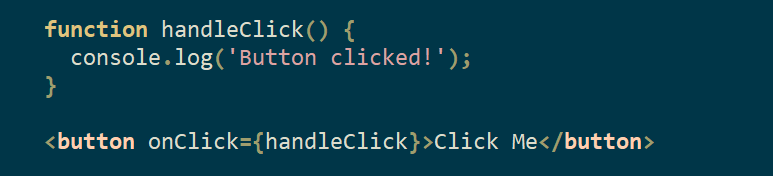 function handleClick() {
  console.log('Button clicked!');
}

<button onClick={handleClick}>Click Me</button>